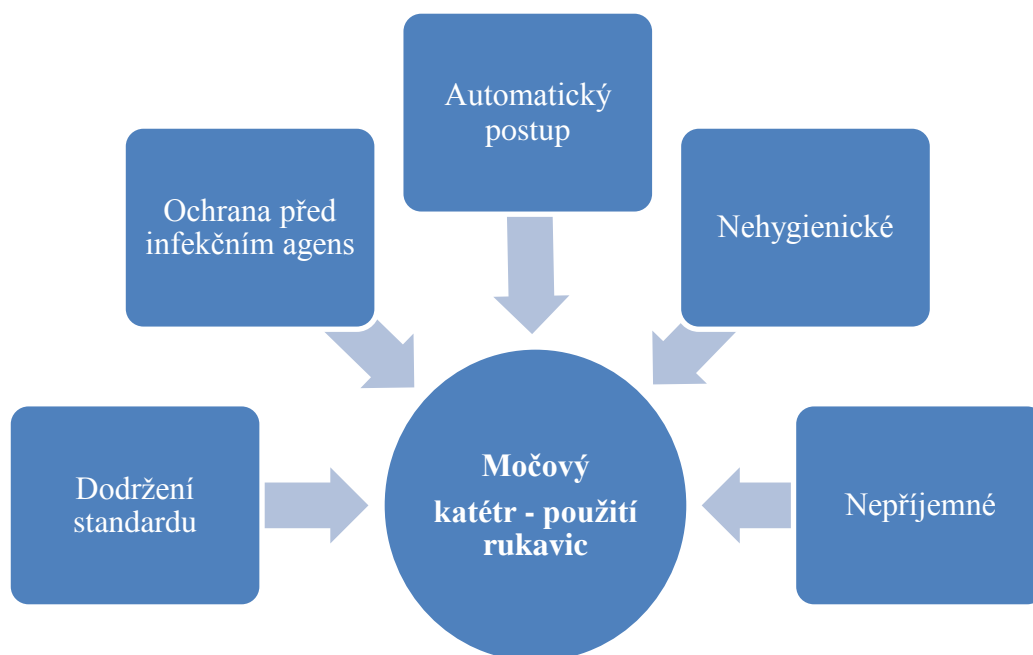 Automatický
postup
Ochrana před
infekčním agens
Nehygienické
Dodržení
standardu
Močový
katétr - použití
rukavic
Nepříjemné